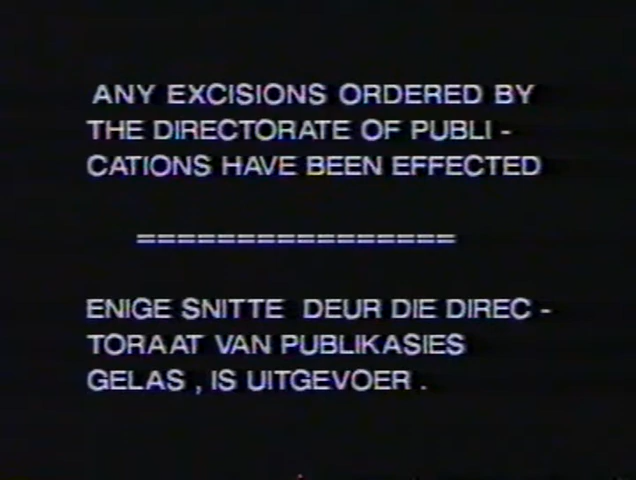 ANY EXCISIONS ORDERED BY
THE DIRECTORATE OF PUBLI -
CATIONS HAVE BEEN EFFECTED
================
ENIGE SNITTE DEUR DIE DIREC -
TORAAT VAN PUBLIKASIES
GELAS , IS UITGEVOER .